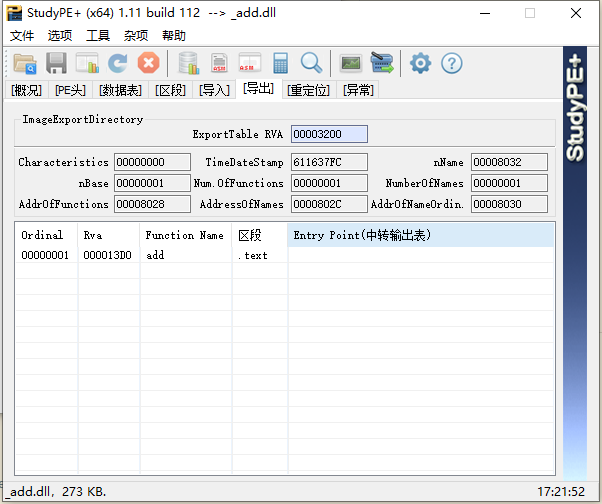 StudyPE+ (x64) 1.11 build 112 --> _add.dll
文件 选项 工具 杂项 帮助
ASM ASM
[概况] [PE头] [数据表] [区段] [导入] [导出] [重定位] [异常]
StudyPE+
ImageExportDirectory
ExportTable RVA 00003200
Characteristics 00000000 TimeDateStamp 611637FC nName 00008032
nBase 00000001 Num.OfFunctions 00000001 NumberOfNames 00000001
AddrOfFunctions 00008028 AddressOfNames 0000802C AddrOfNameOrdin. 00008030
Ordinal Rva Function Name 区段 Entry Point(中转输出表)
00000001 000013D0 add .text
_add.dll, 273 KB. 17:21:52